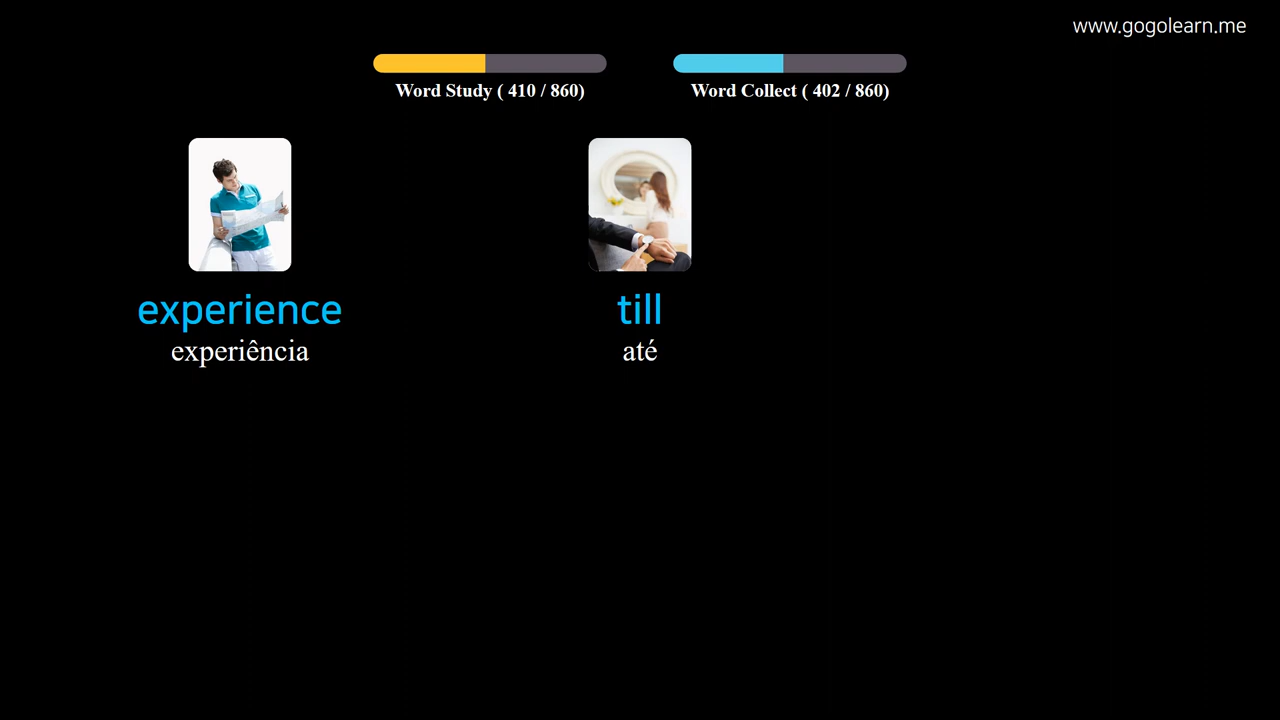 www.gogolearn.me
Word Study ( 410 / 860)
Word Collect ( 402 / 860)
experience
experiência
till
até